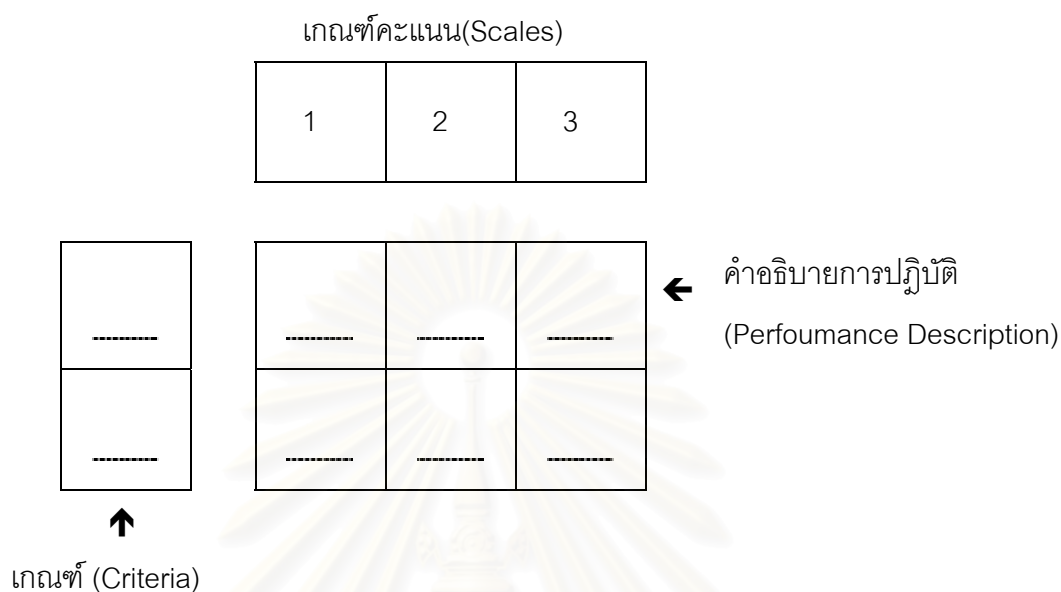 เกณฑ์คะแนน(Scales)
1 2 3
คำอธิบายการปฎิบัติ
(Perfoumance Description)
เกณฑ์ (Criteria)